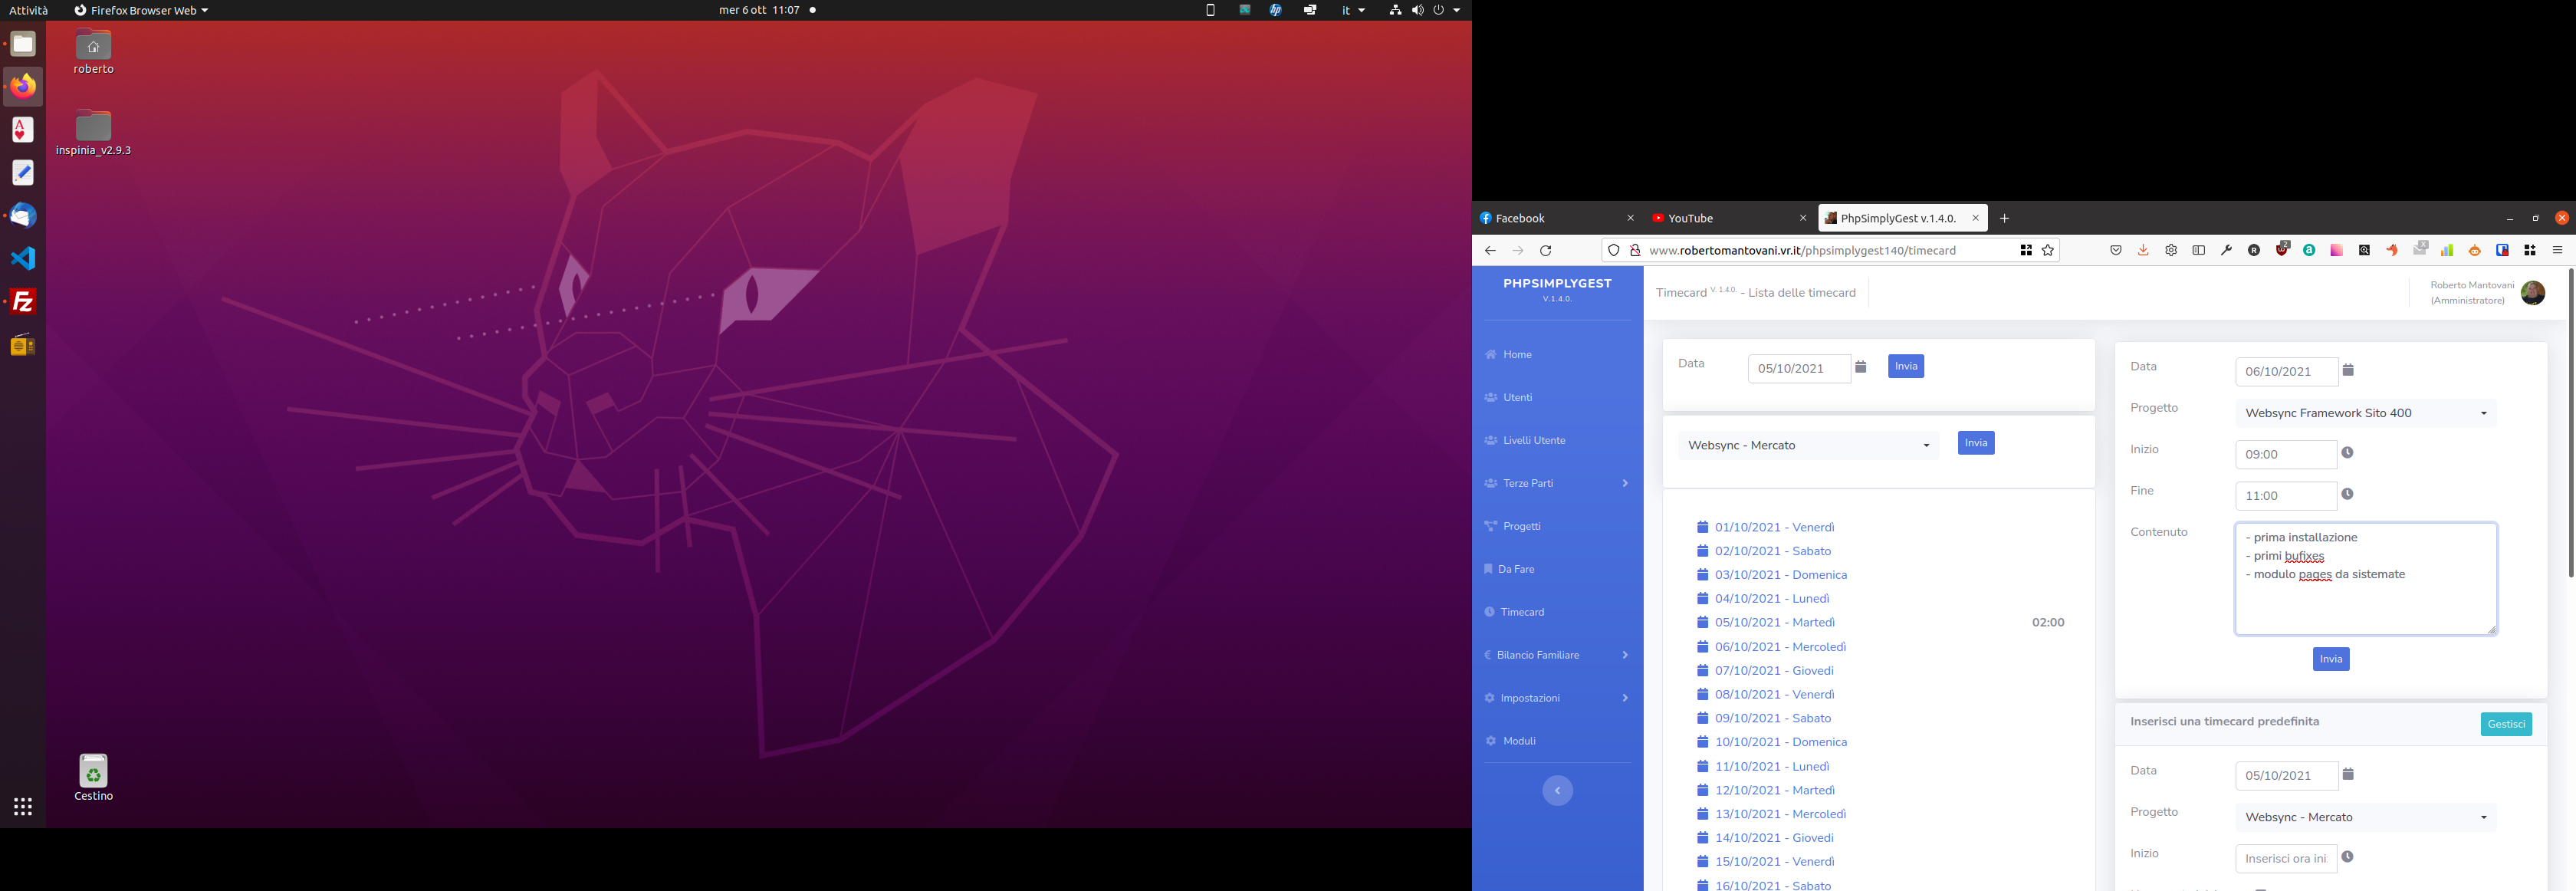 Attività
Firefox Browser Web
mer 6 ott 11:07
it
roberto
inspinia_v2.9.3
Cestino
Facebook
YouTube
PhpSimplyGest v.1.4.0.
www.robertomantovani.vr.it/phpsimplygest140/timecard
2
PHPSIMPLYGEST
V.1.4.0.
Home
Utenti
Livelli Utente
Terze Parti
Progetti
Da Fare
Timecard
Bilancio Familiare
Impostazioni
Moduli
Timecard V. 1.4.0. - Lista delle timecard
Roberto Mantovani
(Amministratore)
Data
05/10/2021
Invia
Websync - Mercato
Invia
01/10/2021 - Venerdì
02/10/2021 - Sabato
03/10/2021 - Domenica
04/10/2021 - Lunedì
05/10/2021 - Martedì
02:00
06/10/2021 - Mercoledì
07/10/2021 - Giovedi
08/10/2021 - Venerdì
09/10/2021 - Sabato
10/10/2021 - Domenica
11/10/2021 - Lunedì
12/10/2021 - Martedì
13/10/2021 - Mercoledì
14/10/2021 - Giovedi
15/10/2021 - Venerdì
16/10/2021 - Sabato
Data
06/10/2021
Progetto
Websync Framework Sito 400
Inizio
09:00
Fine
11:00
Contenuto
- prima installazione
- primi bufixes
- modulo pages da sistemate
Invia
Inserisci una timecard predefinita
Gestisci
Data
05/10/2021
Progetto
Websync - Mercato
Inizio
Inserisci ora ini